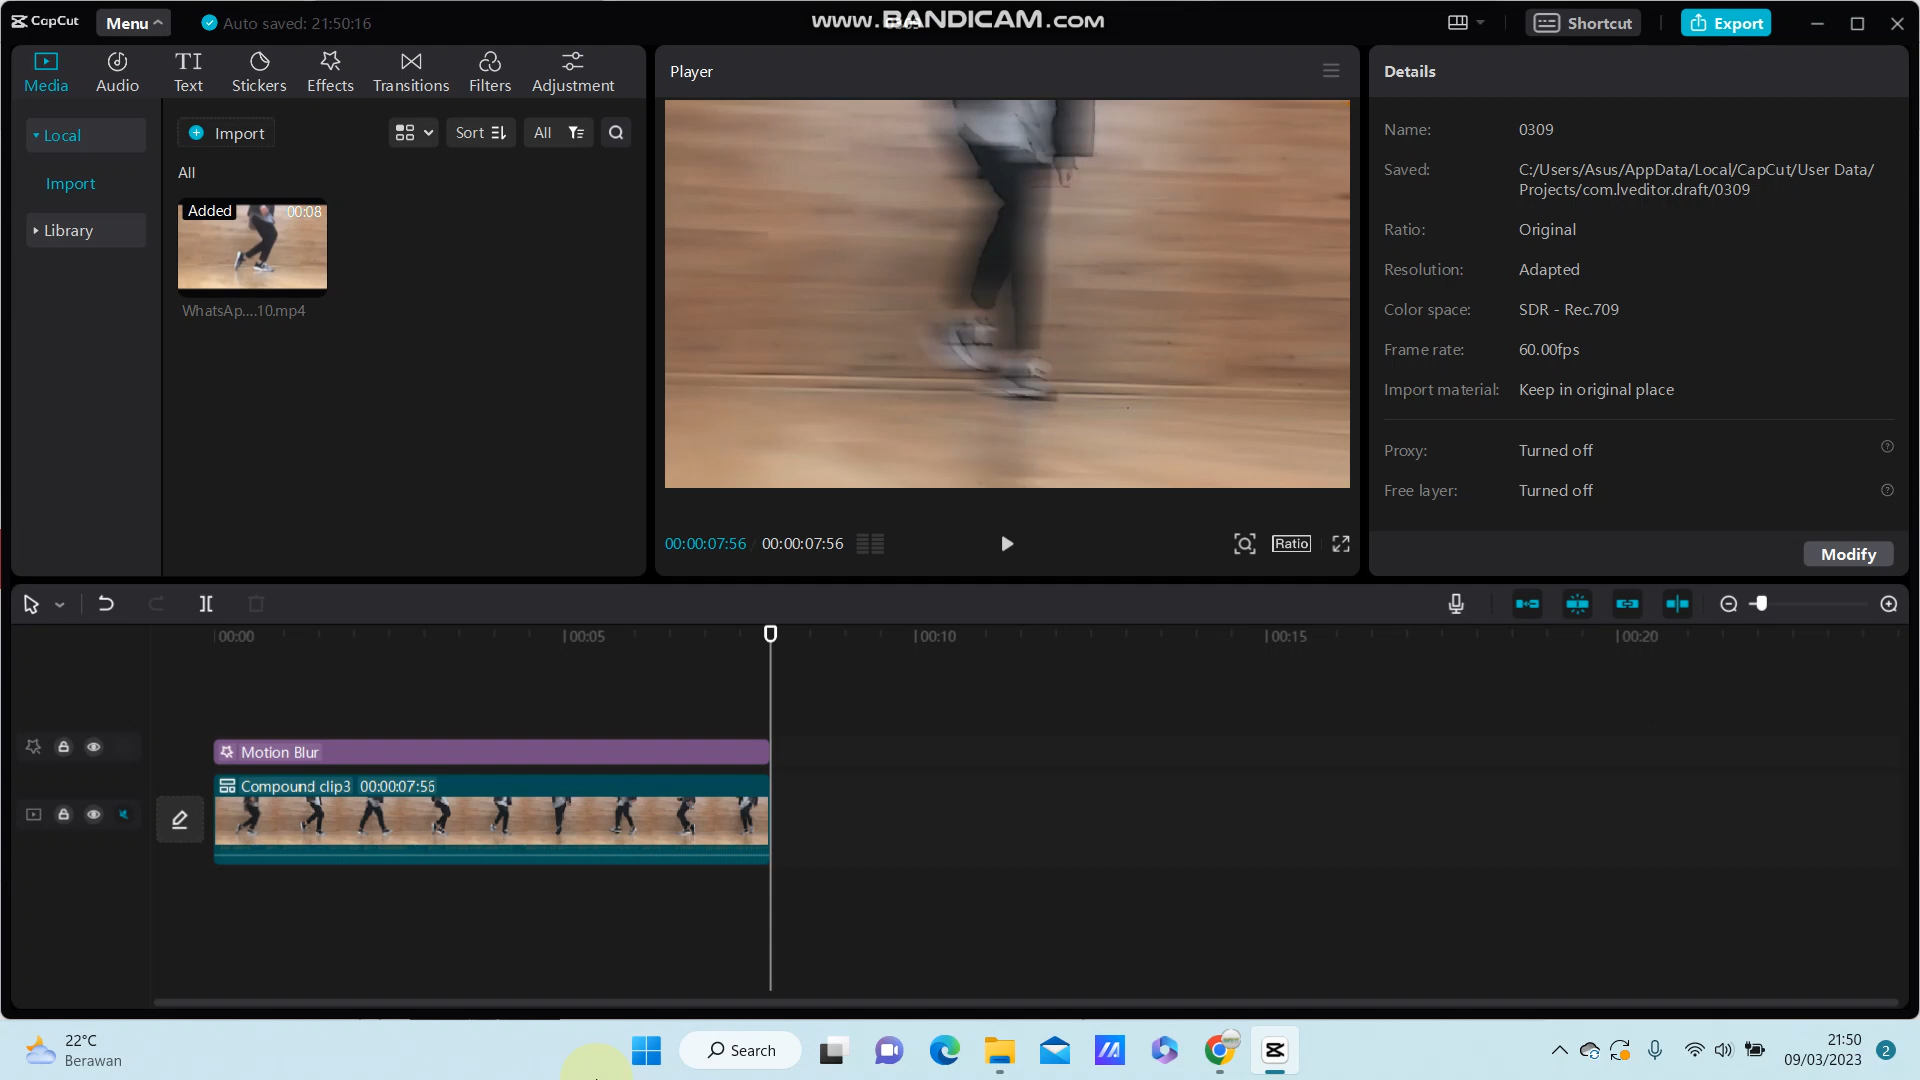 CapCut
Menu
Auto saved: 21:50:16
www.BANDICAM.com
Shortcut
Export
Media
Audio
Text
Stickers
Effects
Transitions
Filters
Adjustment
Player
Details
Local
Import
Library
Import
Sort
All
All
Added
00:08
WhatsAp....10.mp4
Name:
0309
Saved:
C:/Users/Asus/AppData/Local/CapCut/User Data/
Projects/com.lveditor.draft/0309
Ratio:
Original
Resolution:
Adapted
Color space:
SDR - Rec.709
Frame rate:
60.00fps
Import material:
Keep in original place
Proxy:
Turned off
Free layer:
Turned off
Modify
00:00:07:56
00:00:07:56
Ratio
00:00
00:05
00:10
00:15
00:20
Motion Blur
Compound clip3 00:00:07:56
22°C
Berawan
Search
21:50
09/03/2023
2